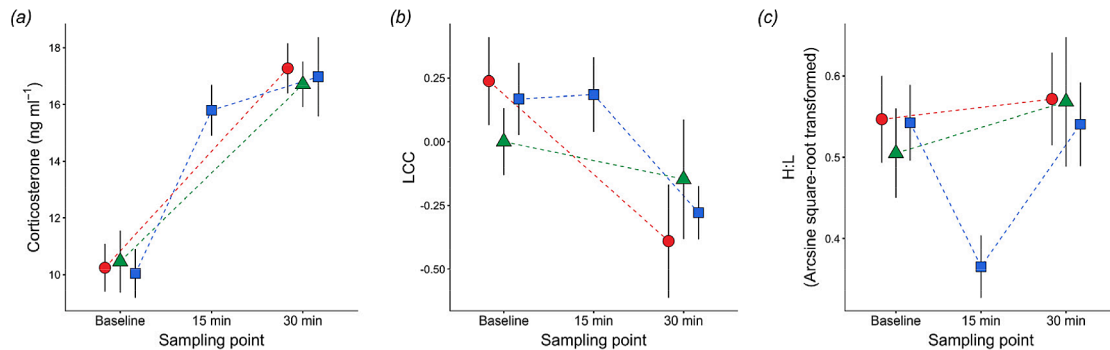 (a)
Corticosterone (ng ml⁻¹)
18
16
14
12
10
Baseline
15 min
30 min
Sampling point
(b)
LCC
0.25
0.00
-0.25
-0.50
Baseline
15 min
30 min
Sampling point
(c)
H:L
(Arcsine square-root transformed)
0.6
0.5
0.4
Baseline
15 min
30 min
Sampling point